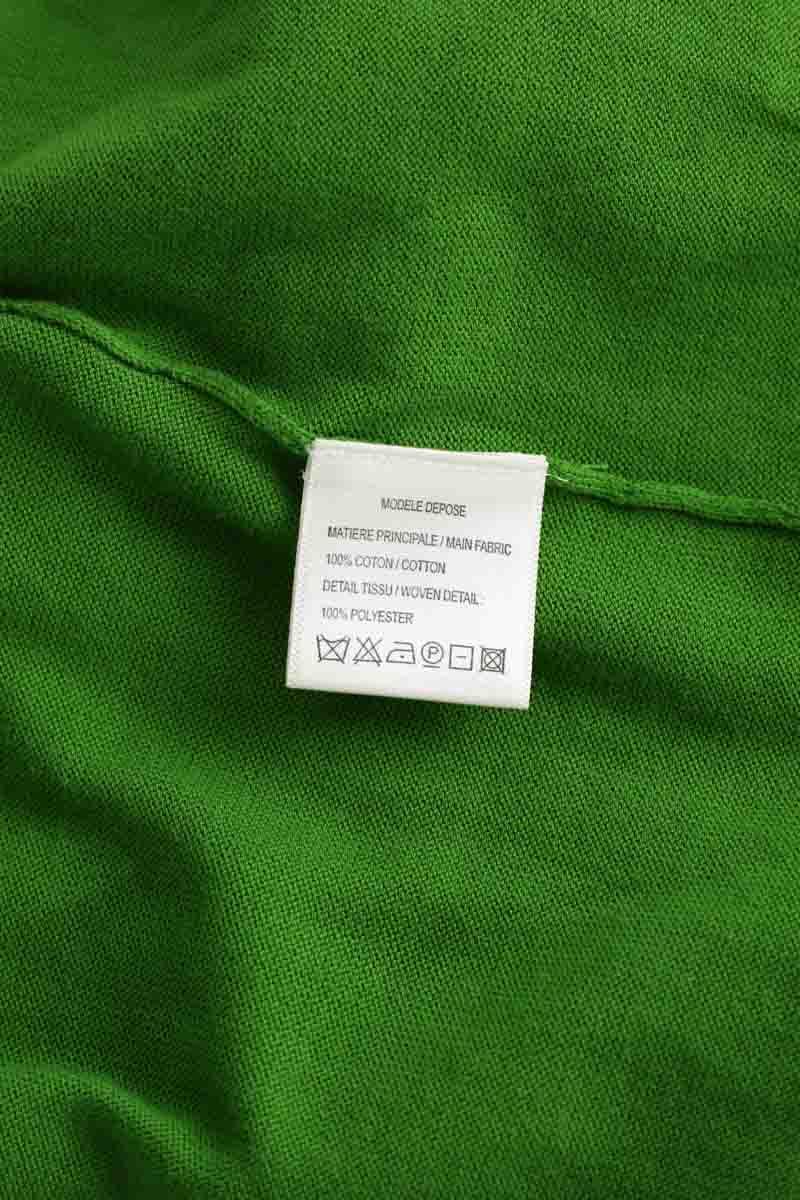 MODELE DEPOSE
MATIERE PRINCIPALE / MAIN FABRIC
100% COTON / COTTON
DETAIL TISSU / WOVEN DETAIL
100% POLYESTER
P